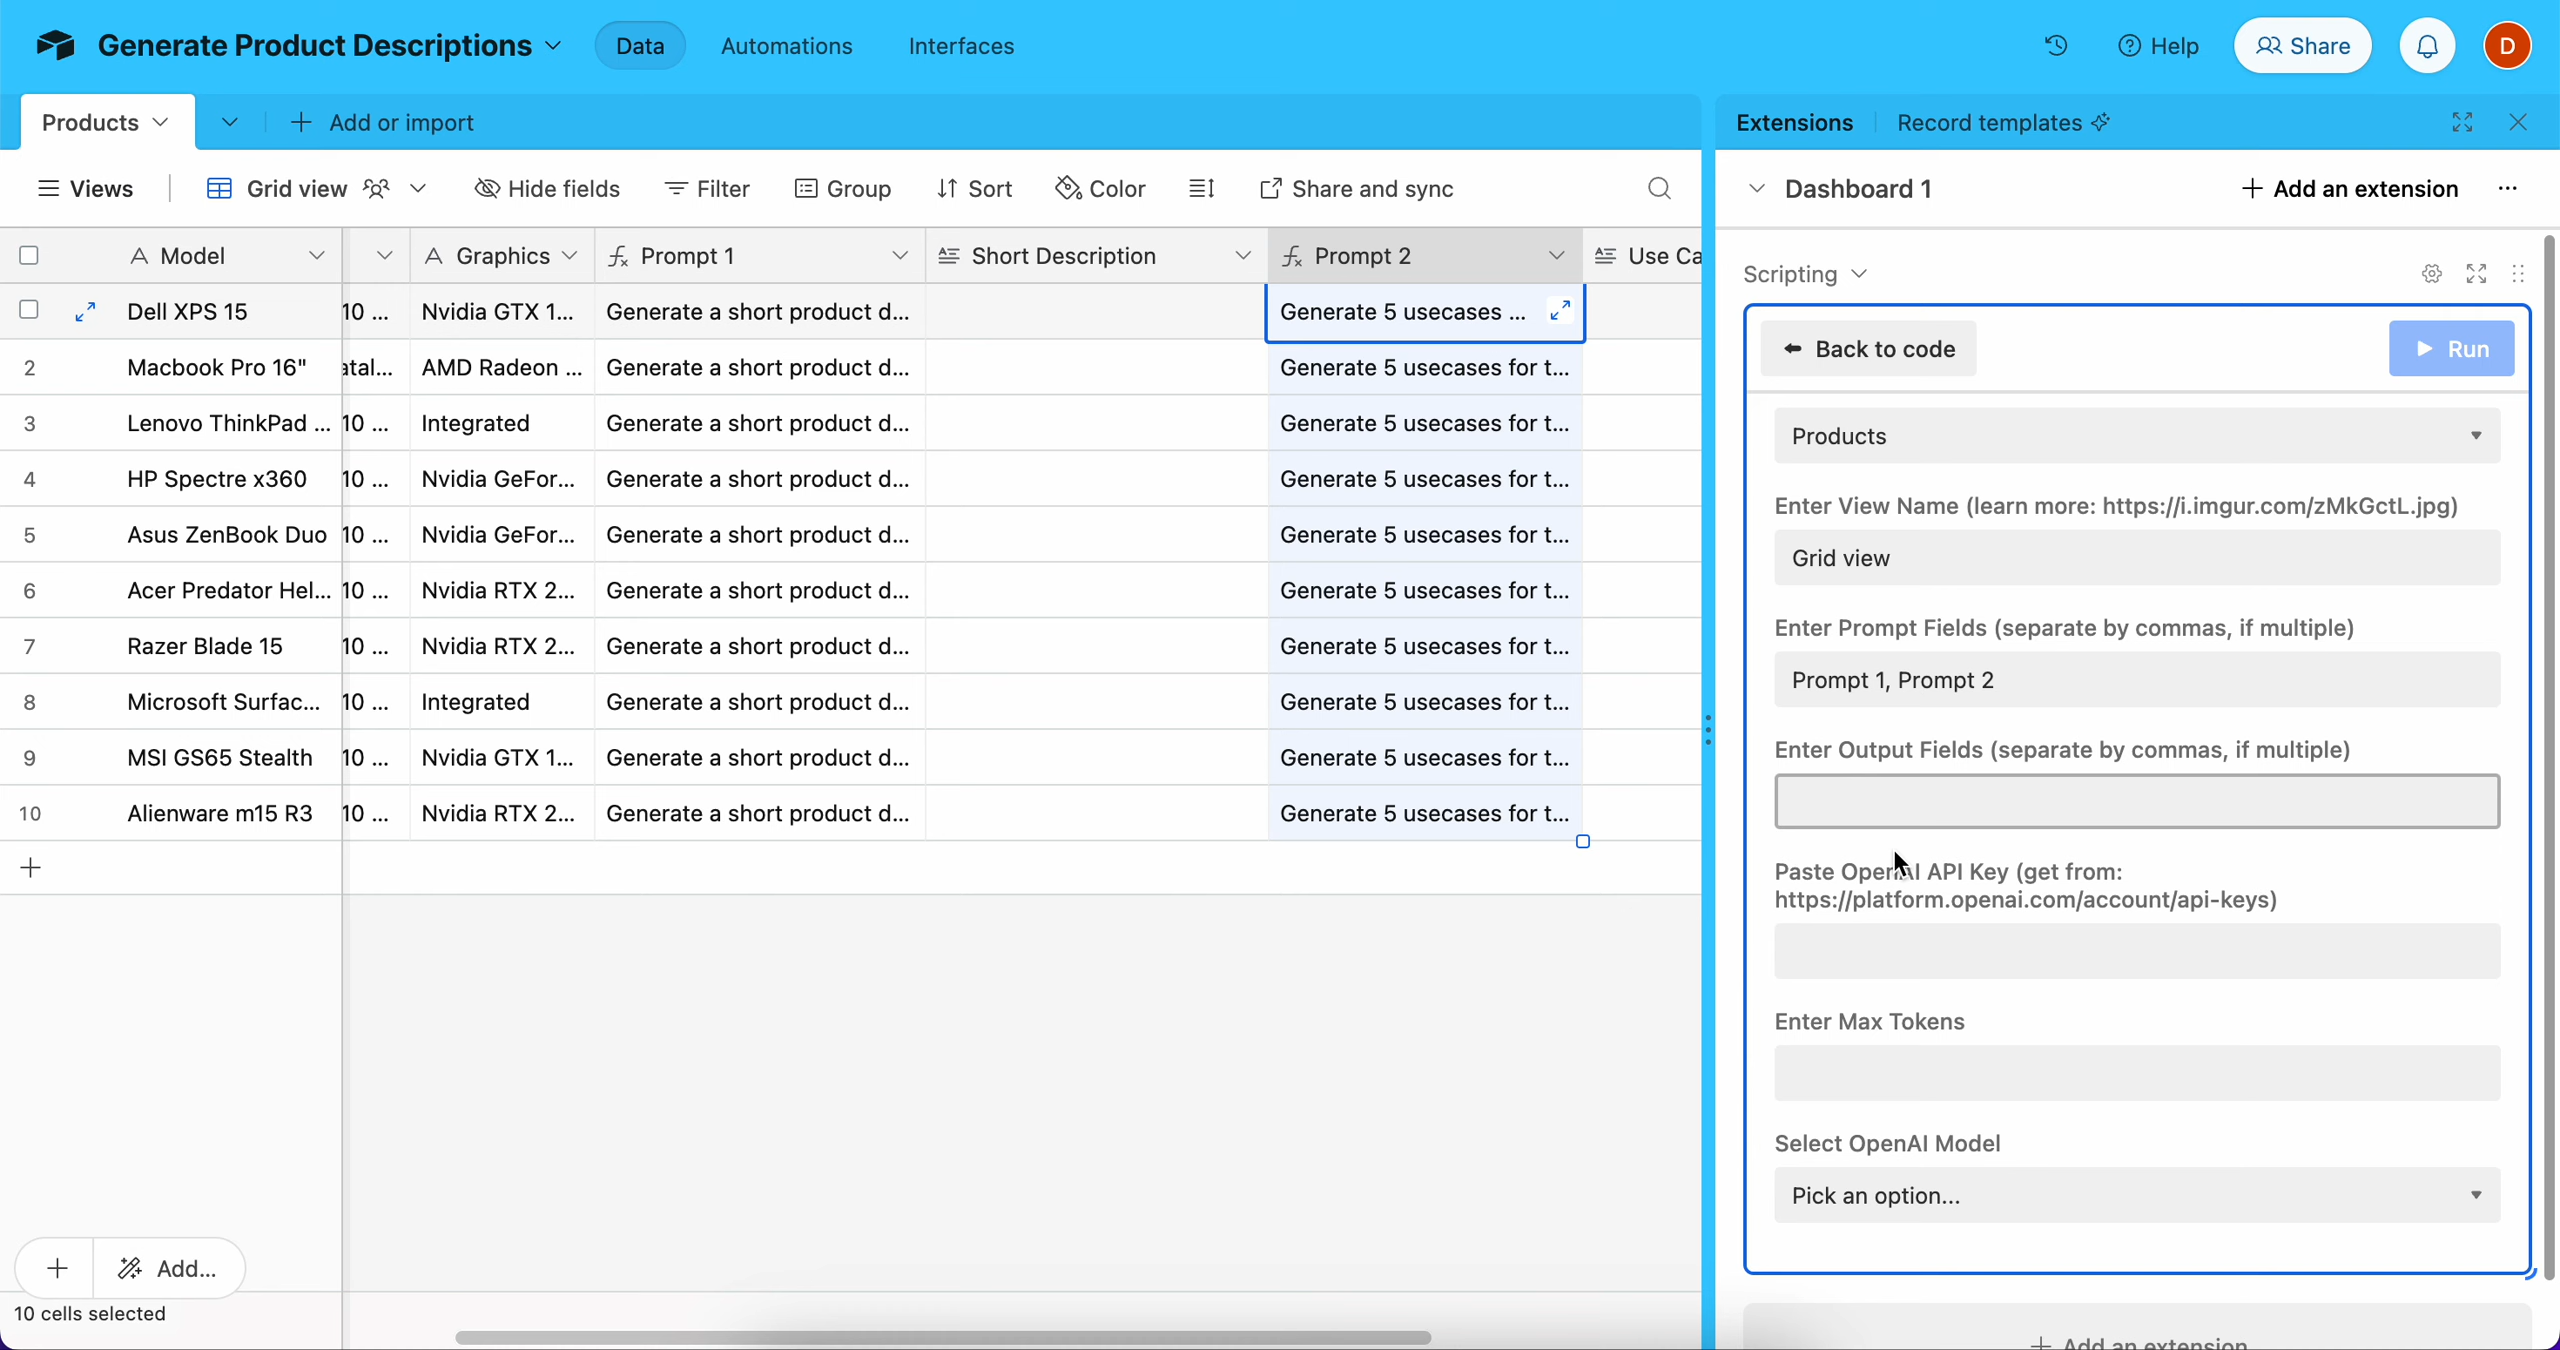 Generate Product Descriptions
Data
Automations
Interfaces
Help
Share
D
Products
Add or import
Extensions
Record templates
Views
Grid view
Hide fields
Filter
Group
Sort
Color
Share and sync
Dashboard 1
Add an extension
Model
Graphics
Prompt 1
Short Description
Prompt 2
Use Ca
Dell XPS 15 10 ... Nvidia GTX 1... Generate a short product d... Generate 5 usecases ...
2 Macbook Pro 16" atal... AMD Radeon ... Generate a short product d... Generate 5 usecases for t...
3 Lenovo ThinkPad ... 10 ... Integrated Generate a short product d... Generate 5 usecases for t...
4 HP Spectre x360 10 ... Nvidia GeFor... Generate a short product d... Generate 5 usecases for t...
5 Asus ZenBook Duo 10 ... Nvidia GeFor... Generate a short product d... Generate 5 usecases for t...
6 Acer Predator Hel... 10 ... Nvidia RTX 2... Generate a short product d... Generate 5 usecases for t...
7 Razer Blade 15 10 ... Nvidia RTX 2... Generate a short product d... Generate 5 usecases for t...
8 Microsoft Surfac... 10 ... Integrated Generate a short product d... Generate 5 usecases for t...
9 MSI GS65 Stealth 10 ... Nvidia GTX 1... Generate a short product d... Generate 5 usecases for t...
10 Alienware m15 R3 10 ... Nvidia RTX 2... Generate a short product d... Generate 5 usecases for t...
Add...
10 cells selected
Scripting
Back to code
Run
Products
Enter View Name (learn more: https://i.imgur.com/zMkGctL.jpg)
Grid view
Enter Prompt Fields (separate by commas, if multiple)
Prompt 1, Prompt 2
Enter Output Fields (separate by commas, if multiple)
Paste OpenAI API Key (get from:
https://platform.openai.com/account/api-keys)
Enter Max Tokens
Select OpenAI Model
Pick an option...
Add an extension